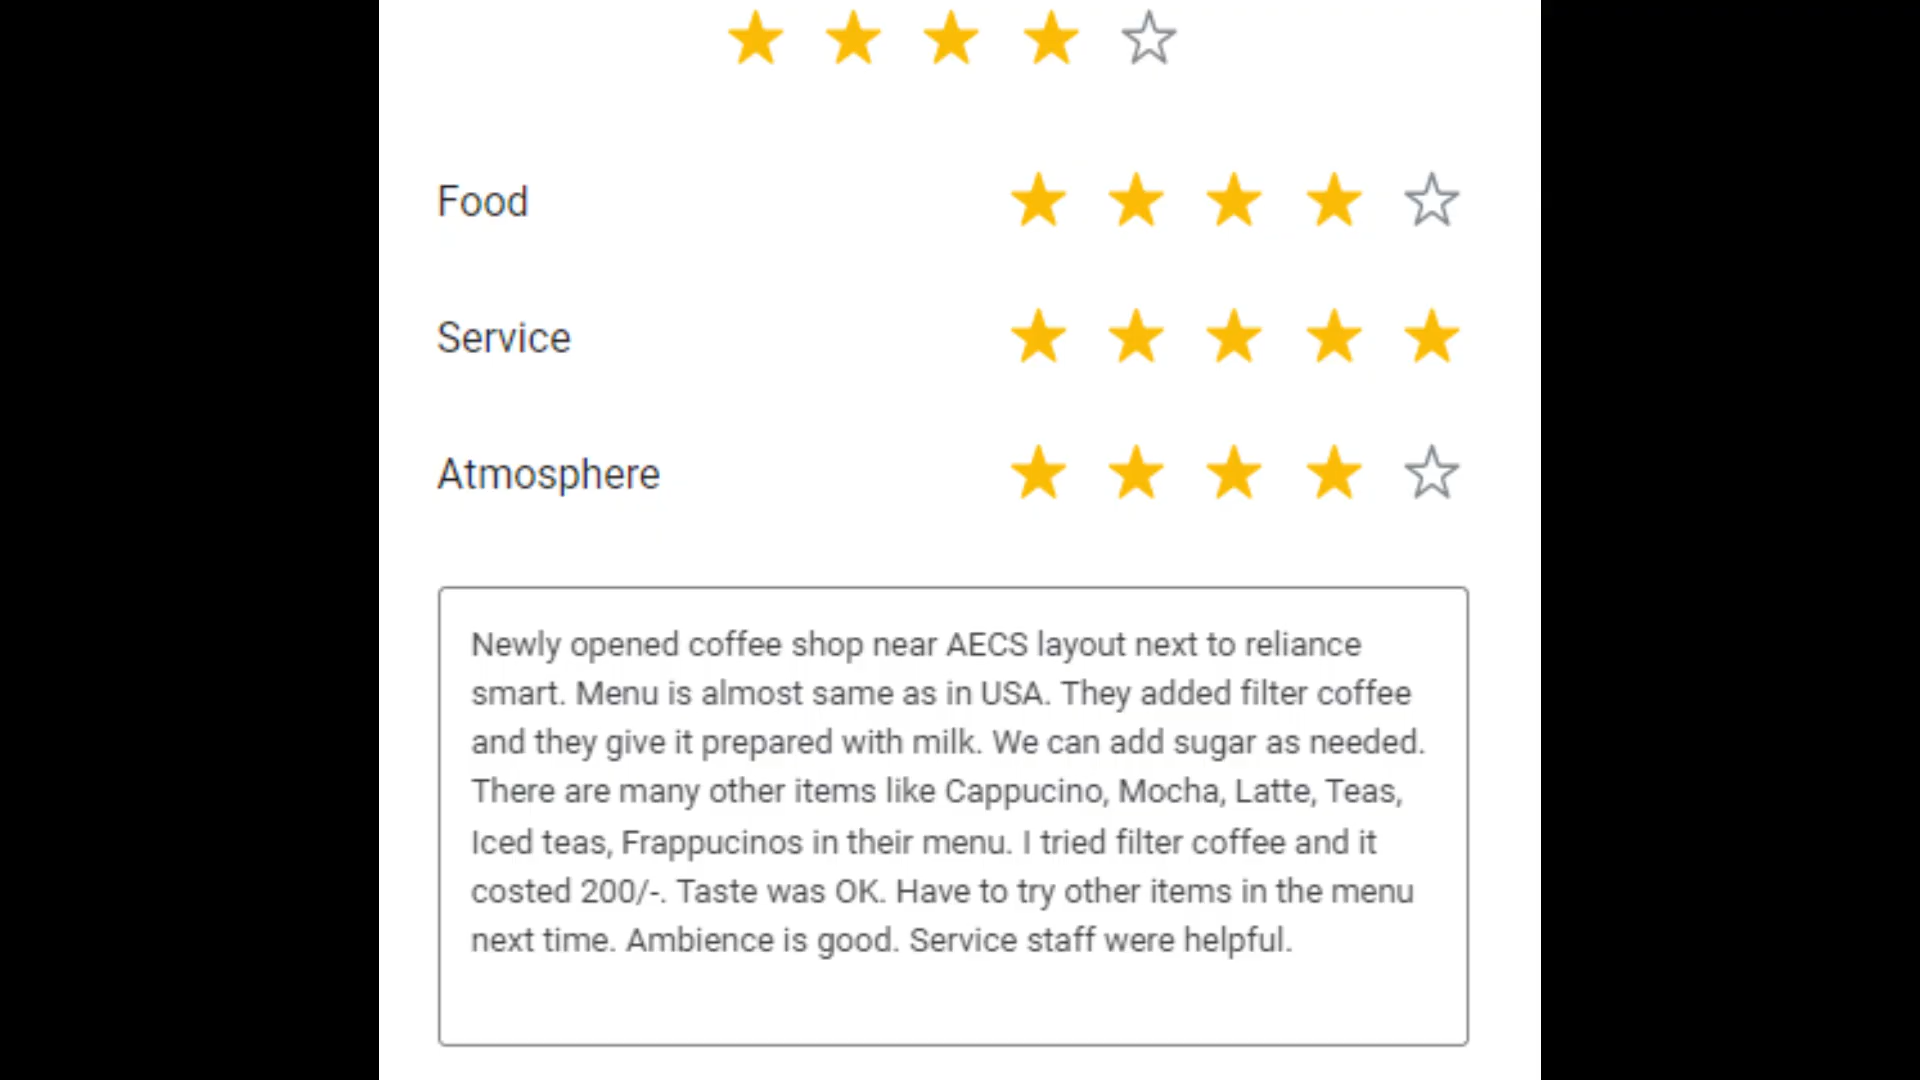 Food
Service
Atmosphere
Newly opened coffee shop near AECS layout next to reliance
smart. Menu is almost same as in USA. They added filter coffee
and they give it prepared with milk. We can add sugar as needed.
There are many other items like Cappucino, Mocha, Latte, Teas,
Iced teas, Frappucinos in their menu. I tried filter coffee and it
costed 200/-. Taste was OK. Have to try other items in the menu
next time. Ambience is good. Service staff were helpful.